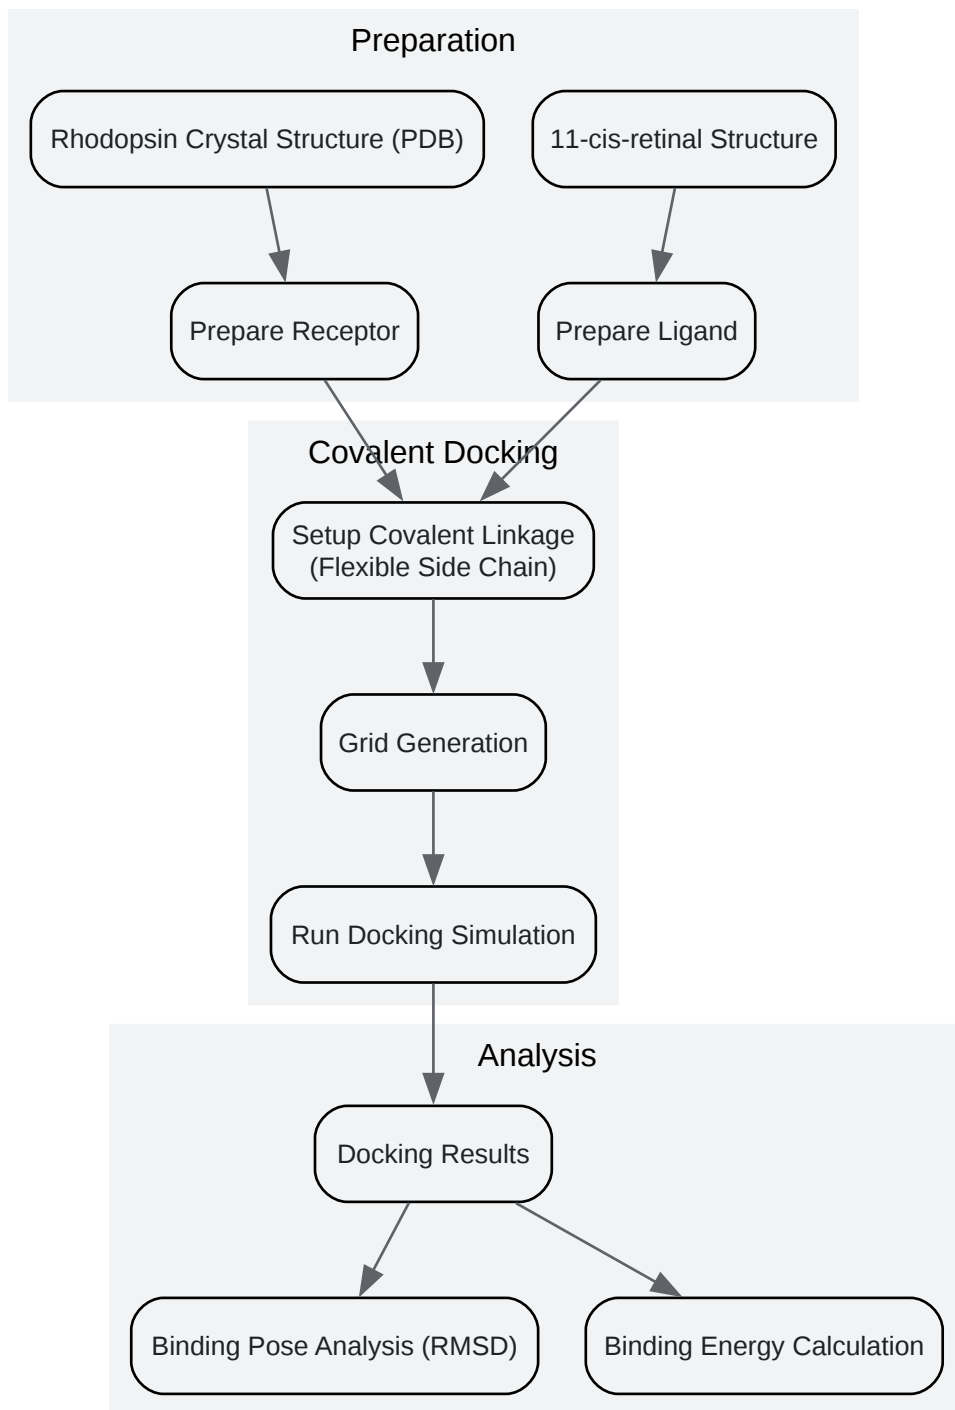 Preparation
Rhodopsin Crystal Structure (PDB)
11-cis-retinal Structure
Prepare Receptor
Prepare Ligand
Covalent Docking
Setup Covalent Linkage
(Flexible Side Chain)
Grid Generation
Run Docking Simulation
Analysis
Docking Results
Binding Pose Analysis (RMSD)
Binding Energy Calculation